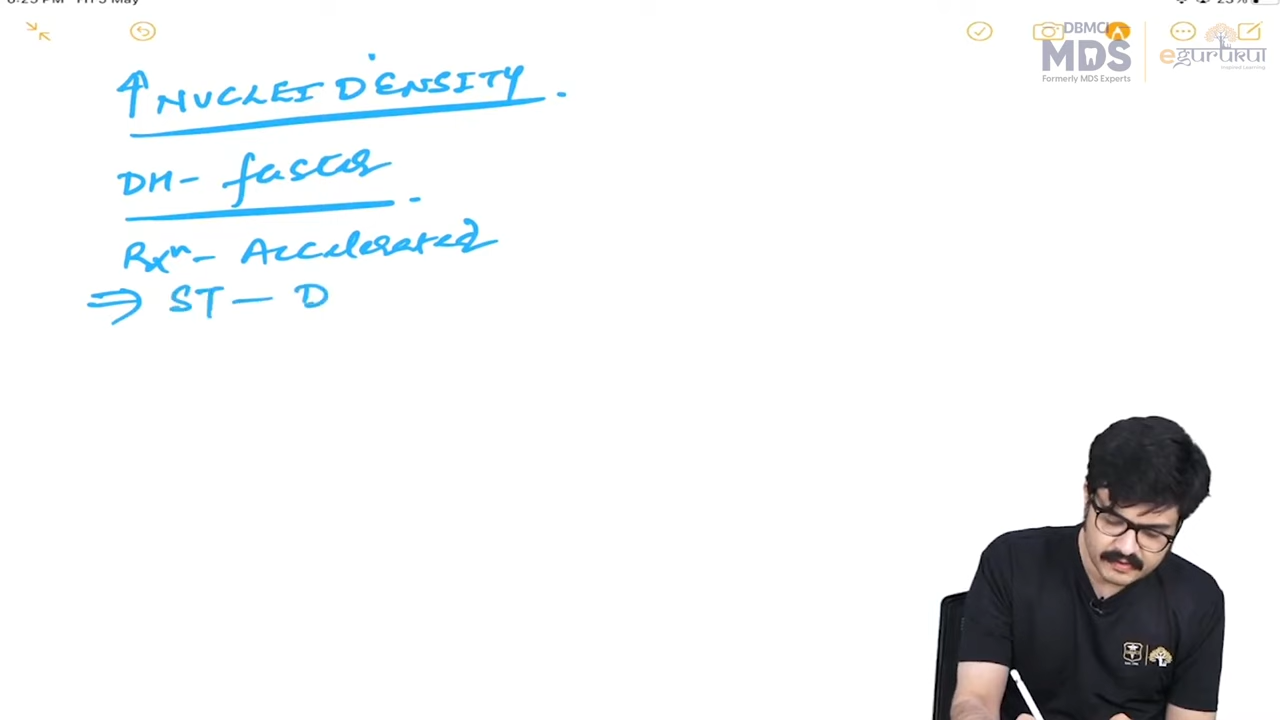 DBMCI
MDS
Formerly MDS Experts
egurukul
↑ NUCLEI DENSITY.
DH - faster.
Rxn - Accelerated
⇒ ST - D